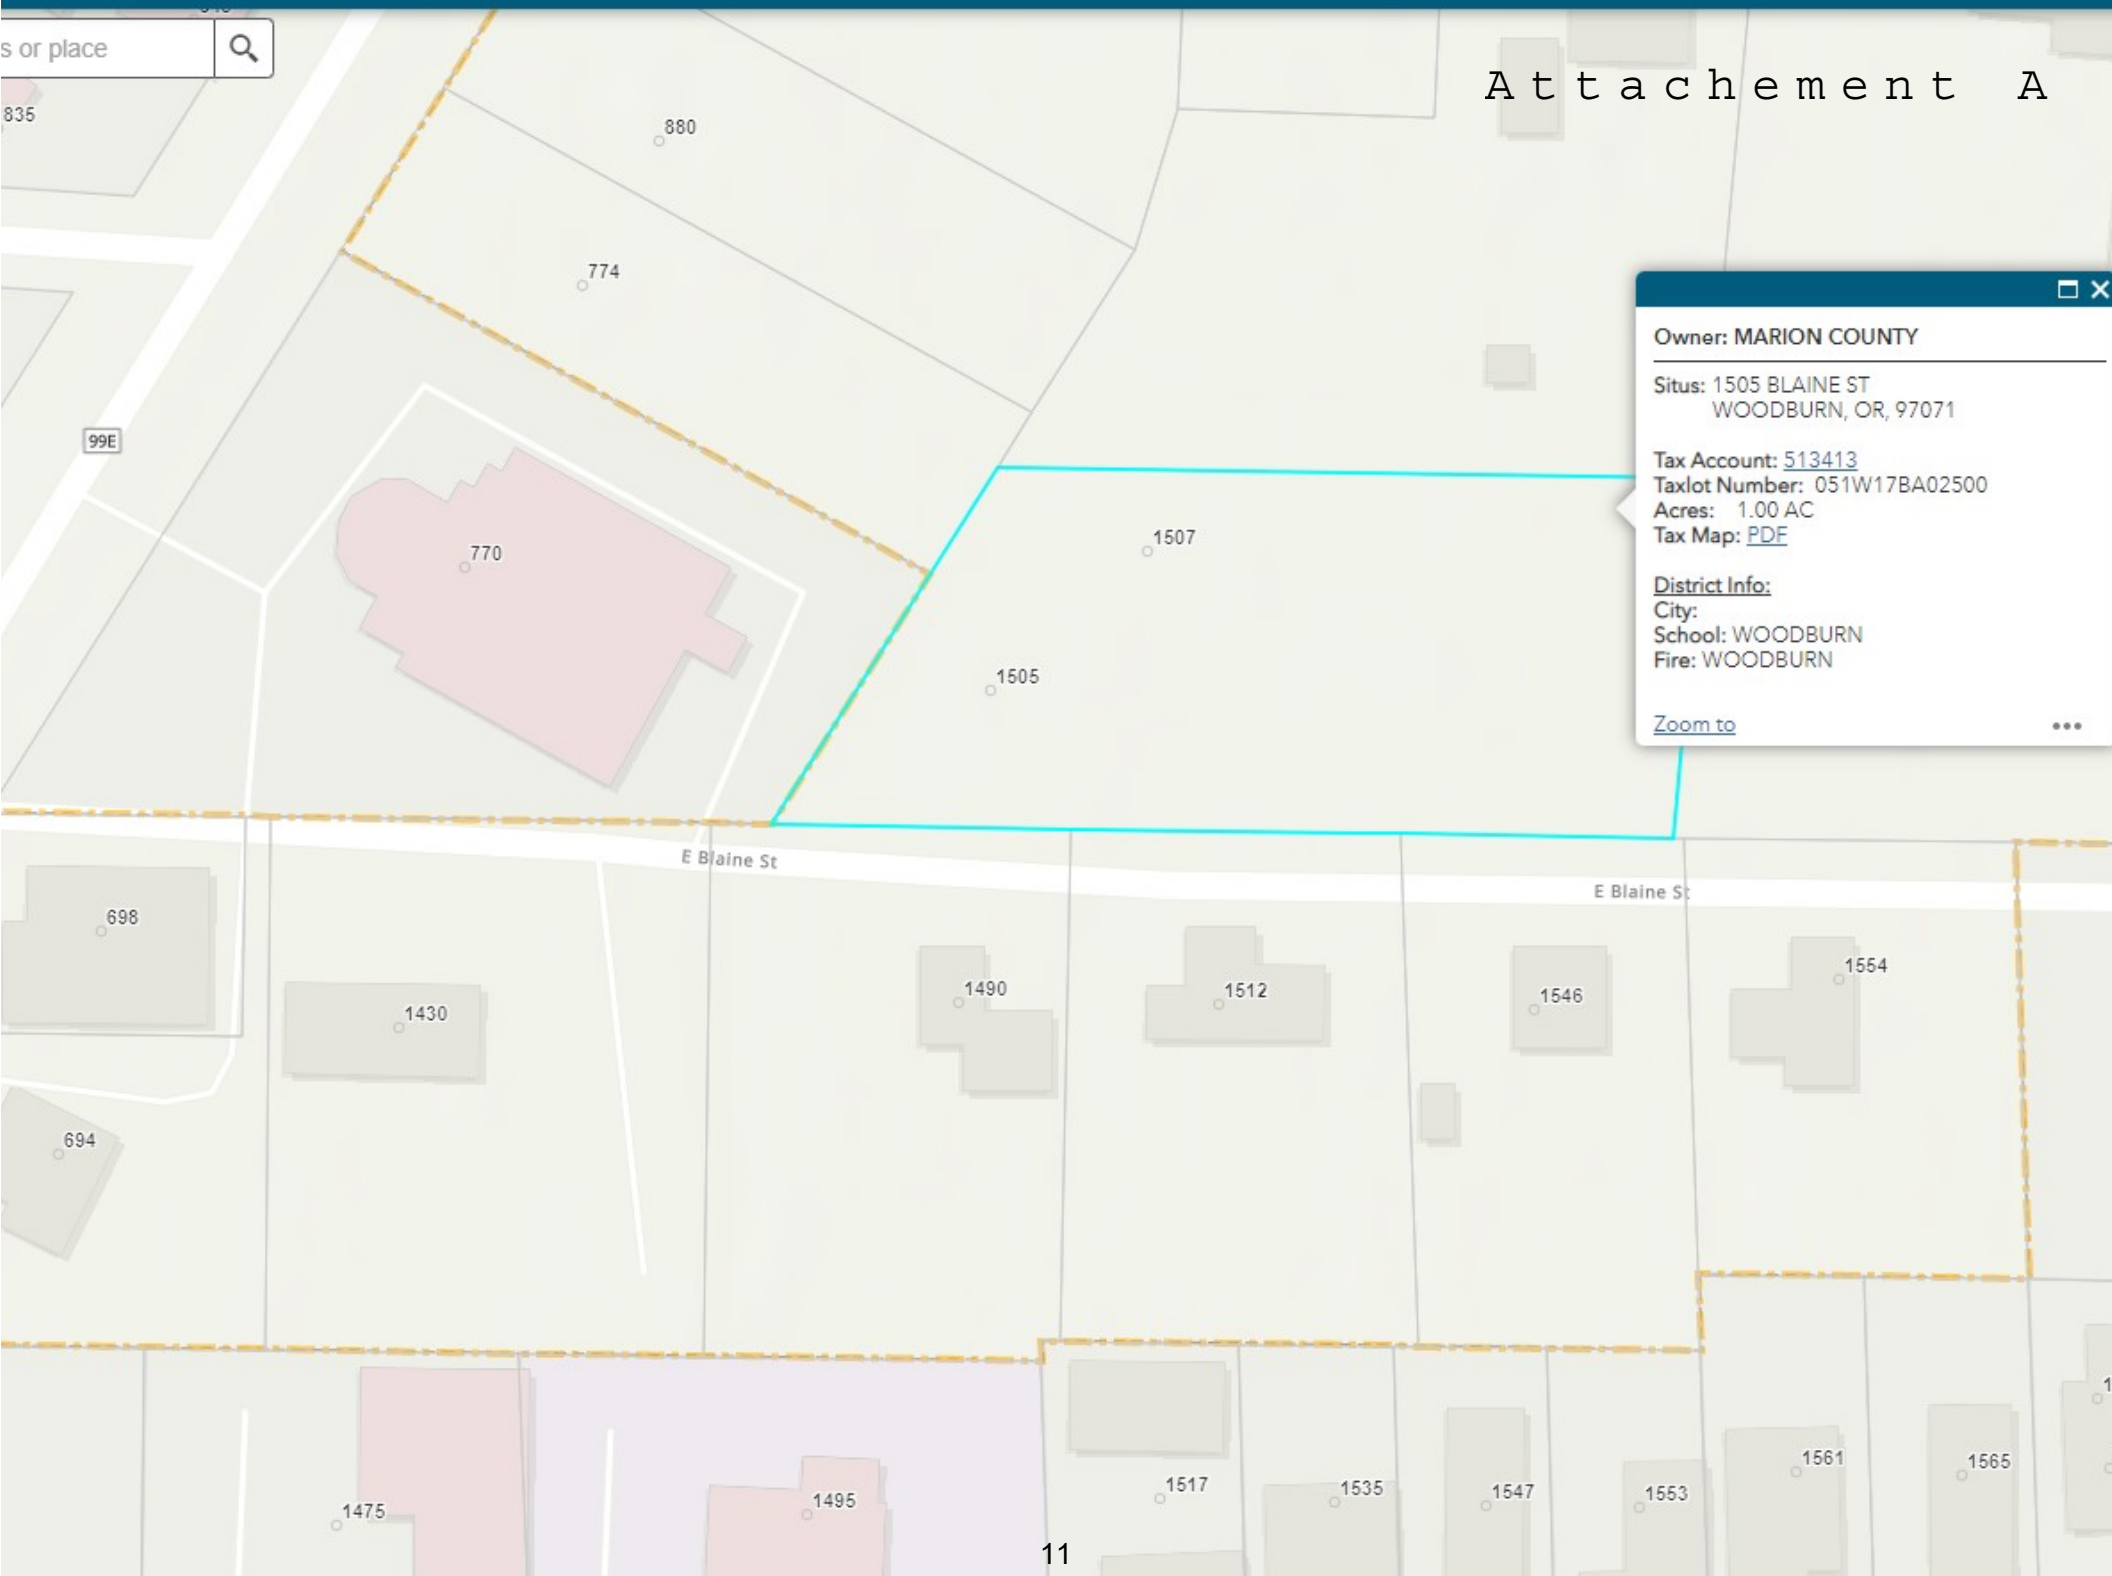 s or place
Attachement A
835
880
774
Owner: MARION COUNTY
Situs: 1505 BLAINE ST
WOODBURN, OR, 97071
99E
Tax Account: 513413
Taxlot Number: 051W17BA02500
Acres: 1.00 AC
Tax Map: PDF
1507
770
District Info:
City:
School: WOODBURN
Fire: WOODBURN
1505
Zoom to
E Blaine St
E Blaine St
698
1554
1490
1512
1546
1430
694
1561
1565
1517
1535
1547
1553
1475
1495
11